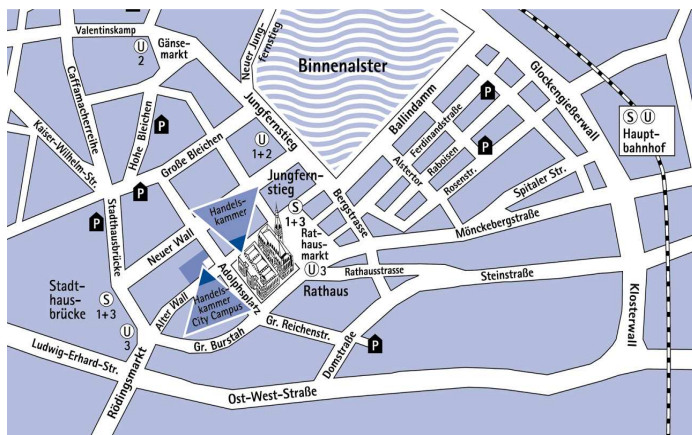 Valentinskamp
U
2
Gänse-
markt
Neuer Jung-
fernstieg
Binnenalster
Glockengießerwall
Caffamacherreihe
Kaiser-Wilhelm-Str.
Hohe Bleichen
P
Große Bleichen
Jungfernstieg
U
1+2
Ballindamm
Ferdinandstraße
P
Alstertor
Raboisen
P
Rosenstr.
S U
Haupt-
bahnhof
Spitaler Str.
Jungfern-
stieg
S
1+3
Bergstrasse
Mönckebergstraße
P
P
Stadthausbrücke
Handels-
kammer
Neuer Wall
Rat-
haus-
markt
U 3
Rathausstrasse
Steinstraße
Rathaus
Adolphsplatz
Handels-
kammer
City Campus
Alter Wall
Stadt-
haus-
brücke
S
1+3
U
3
Klosterwall
Gr. Burstah
Gr. Reichenstr.
P
Domstraße
Ludwig-Erhard-Str.
Rödingsmarkt
Ost-West-Straße